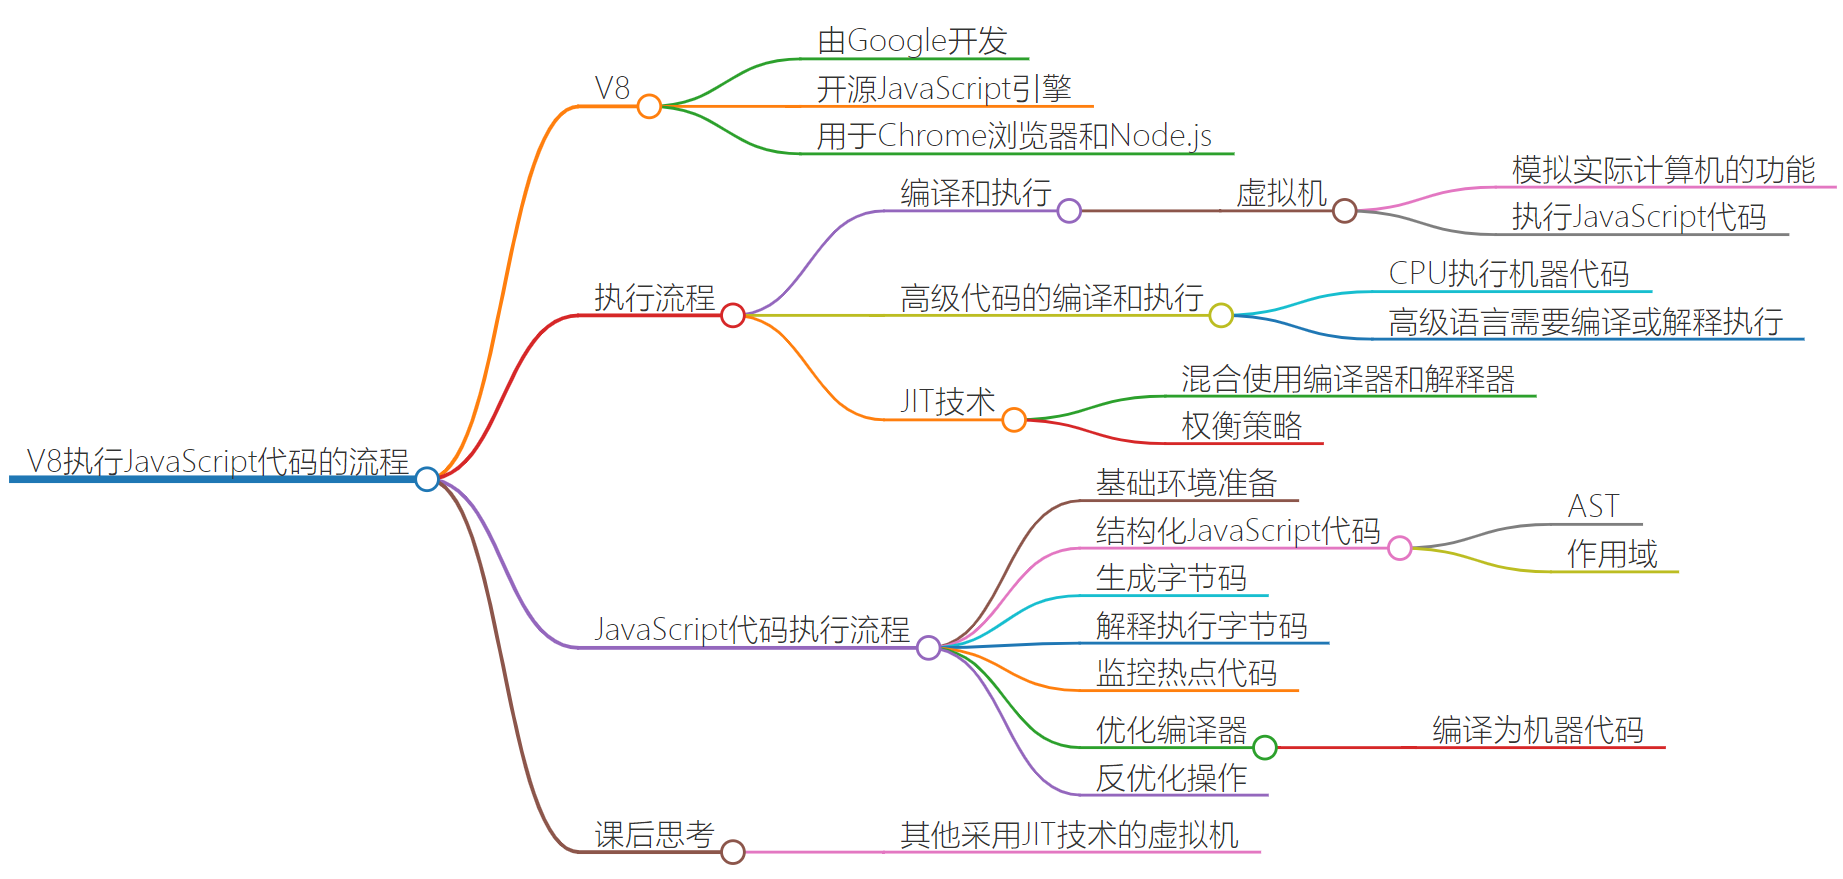 V8执行JavaScript代码的流程
V8
由Google开发
开源JavaScript引擎
用于Chrome浏览器和Node.js
执行流程
编译和执行
虚拟机
模拟实际计算机的功能
执行JavaScript代码
高级代码的编译和执行
CPU执行机器代码
高级语言需要编译或解释执行
JIT技术
混合使用编译器和解释器
权衡策略
JavaScript代码执行流程
基础环境准备
结构化JavaScript代码
AST
作用域
生成字节码
解释执行字节码
监控热点代码
优化编译器
编译为机器代码
反优化操作
课后思考
其他采用JIT技术的虚拟机